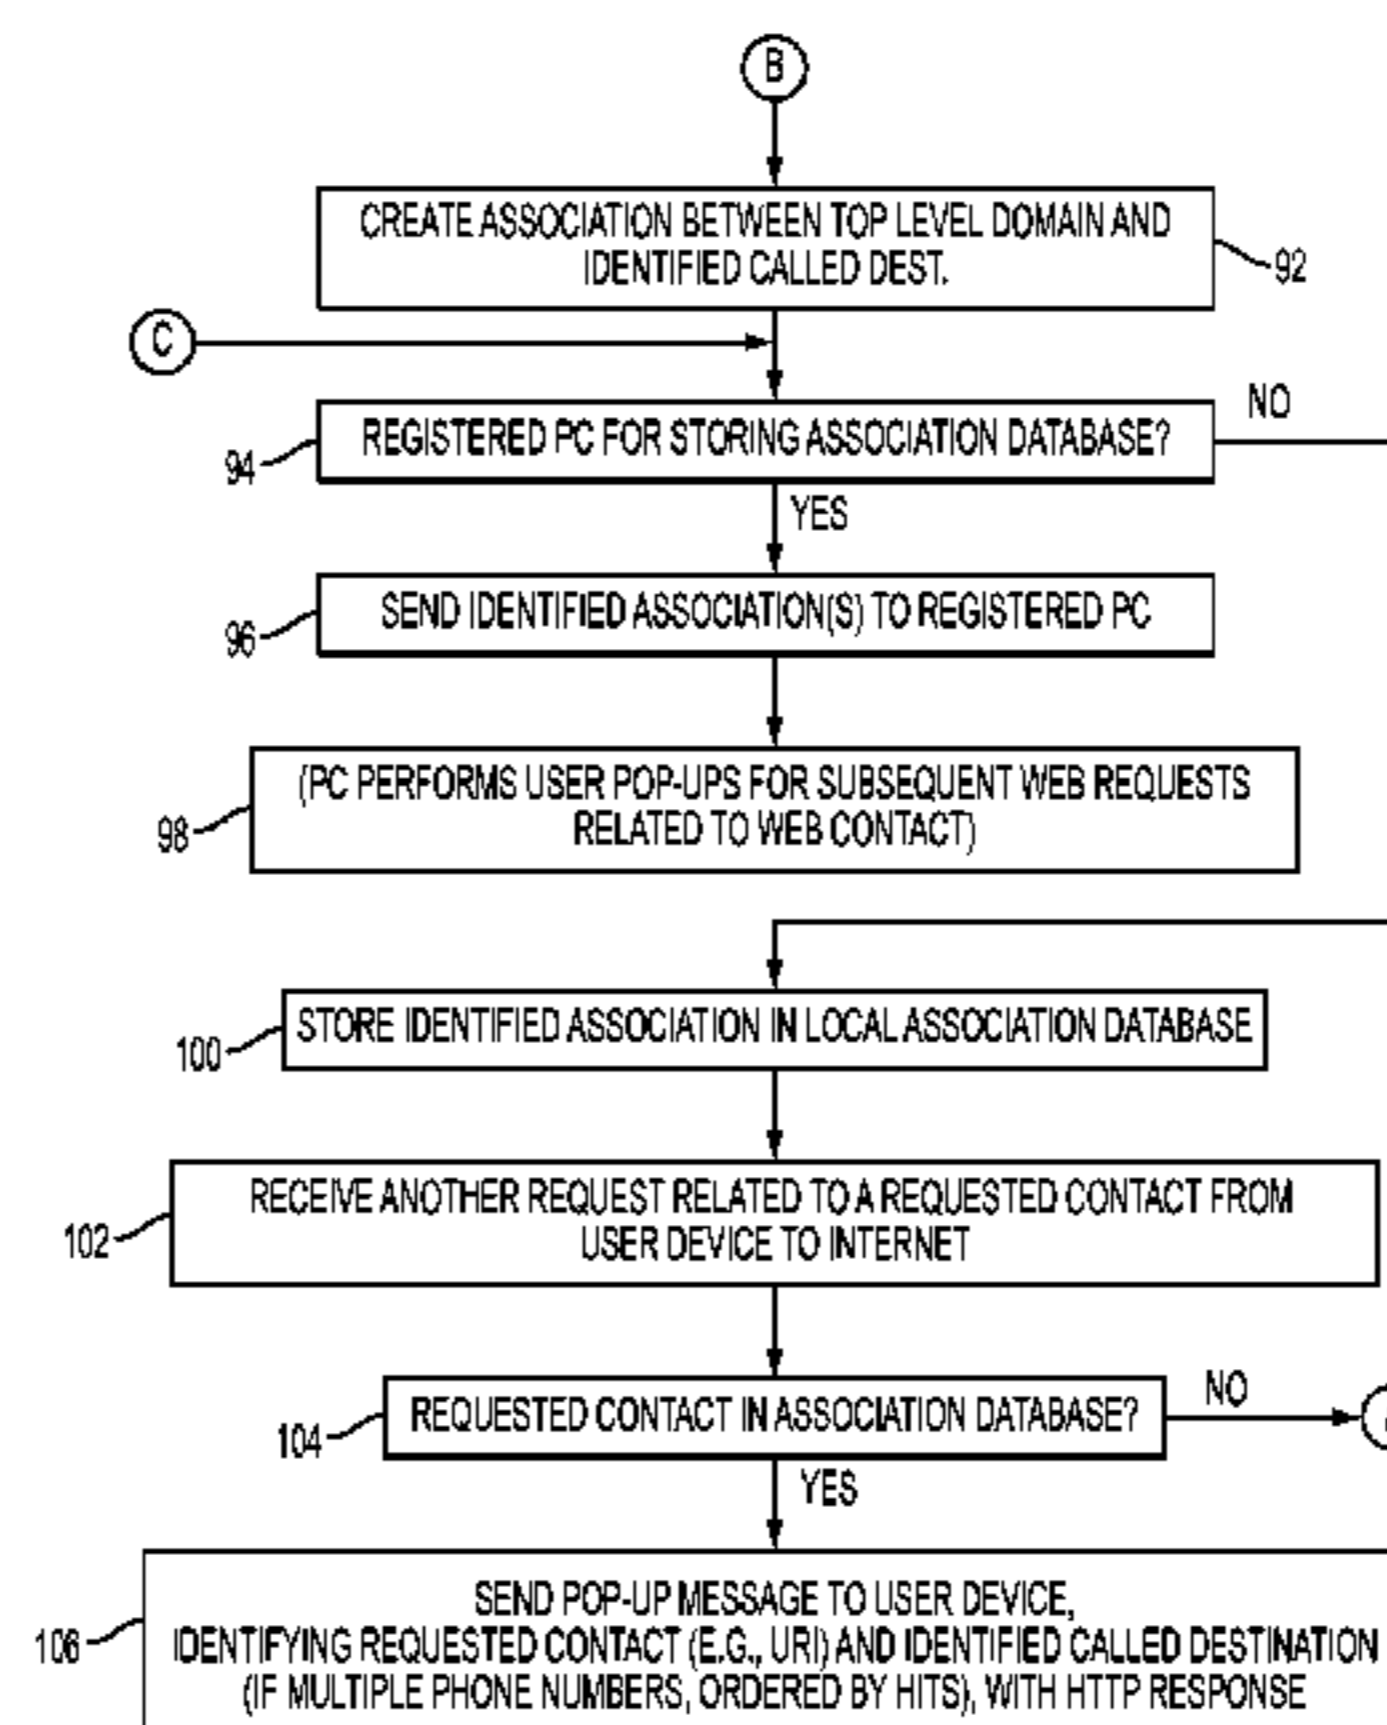 B
CREATE ASSOCIATION BETWEEN TOP LEVEL DOMAIN AND
IDENTIFIED CALLED DEST.
92
C
NO
REGISTERED PC FOR STORING ASSOCIATION DATABASE?
94
YES
SEND IDENTIFIED ASSOCIATION(S) TO REGISTERED PC
96
(PC PERFORMS USER POP-UPS FOR SUBSEQUENT WEB REQUESTS
RELATED TO WEB CONTACT)
98
STORE IDENTIFIED ASSOCIATION IN LOCAL ASSOCIATION DATABASE
100
RECEIVE ANOTHER REQUEST RELATED TO A REQUESTED CONTACT FROM
USER DEVICE TO INTERNET
102
REQUESTED CONTACT IN ASSOCIATION DATABASE?
NO
104
YES
SEND POP-UP MESSAGE TO USER DEVICE,
IDENTIFYING REQUESTED CONTACT (E.G., URI) AND IDENTIFIED CALLED DESTINATION
(IF MULTIPLE PHONE NUMBERS, ORDERED BY HITS), WITH HTTP RESPONSE
106